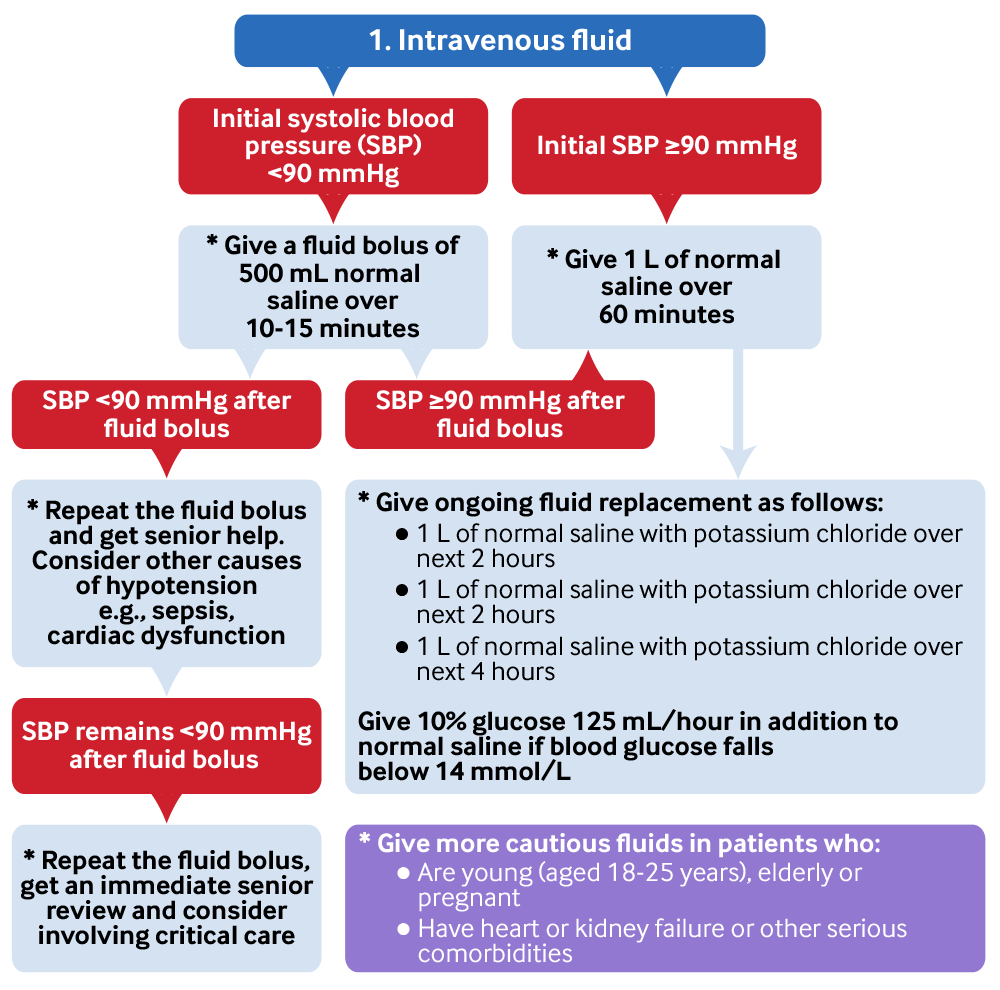 1. Intravenous fluid
Initial systolic blood
pressure (SBP)
<90 mmHg
Initial SBP ≥90 mmHg
* Give a fluid bolus of
500 mL normal
saline over
10-15 minutes
* Give 1 L of normal
saline over
60 minutes
SBP <90 mmHg after
fluid bolus
SBP ≥90 mmHg after
fluid bolus
* Repeat the fluid bolus
and get senior help.
Consider other causes
of hypotension
e.g., sepsis,
cardiac dysfunction
* Give ongoing fluid replacement as follows:
● 1 L of normal saline with potassium chloride over
next 2 hours
● 1 L of normal saline with potassium chloride over
next 2 hours
● 1 L of normal saline with potassium chloride over
next 4 hours
Give 10% glucose 125 mL/hour in addition to
normal saline if blood glucose falls
below 14 mmol/L
SBP remains <90 mmHg
after fluid bolus
* Repeat the fluid bolus,
get an immediate senior
review and consider
involving critical care
* Give more cautious fluids in patients who:
● Are young (aged 18-25 years), elderly or
pregnant
● Have heart or kidney failure or other serious
comorbidities